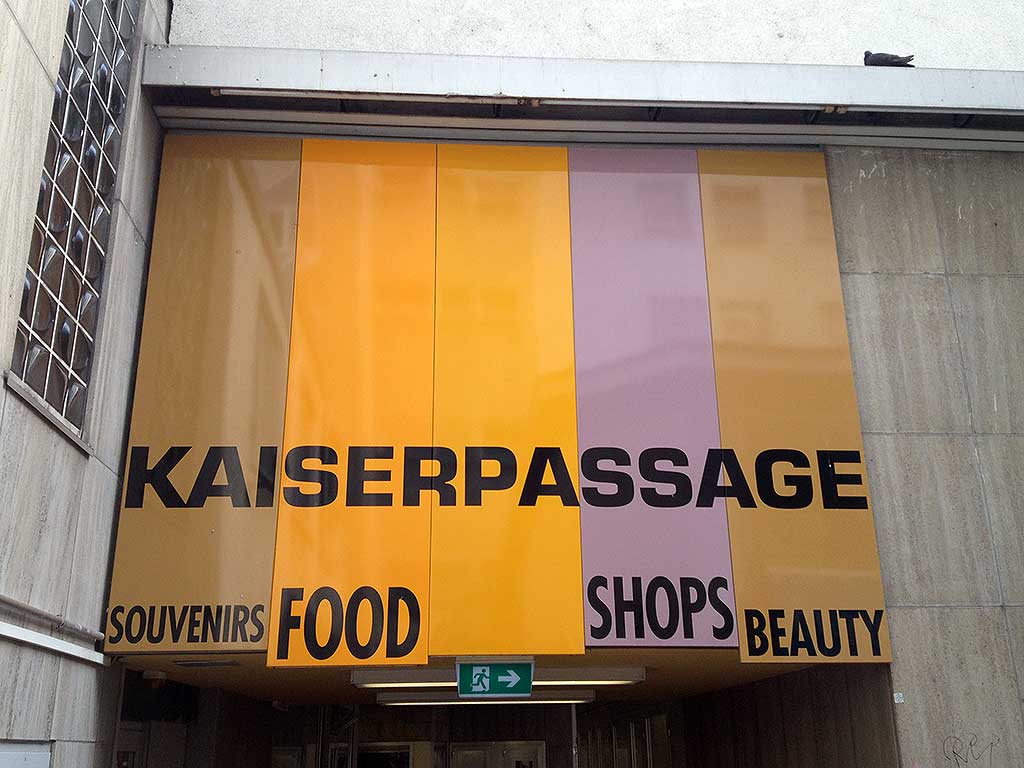 KAISERPASSAGE
SOUVENIRS
FOOD
SHOPS
BEAUTY